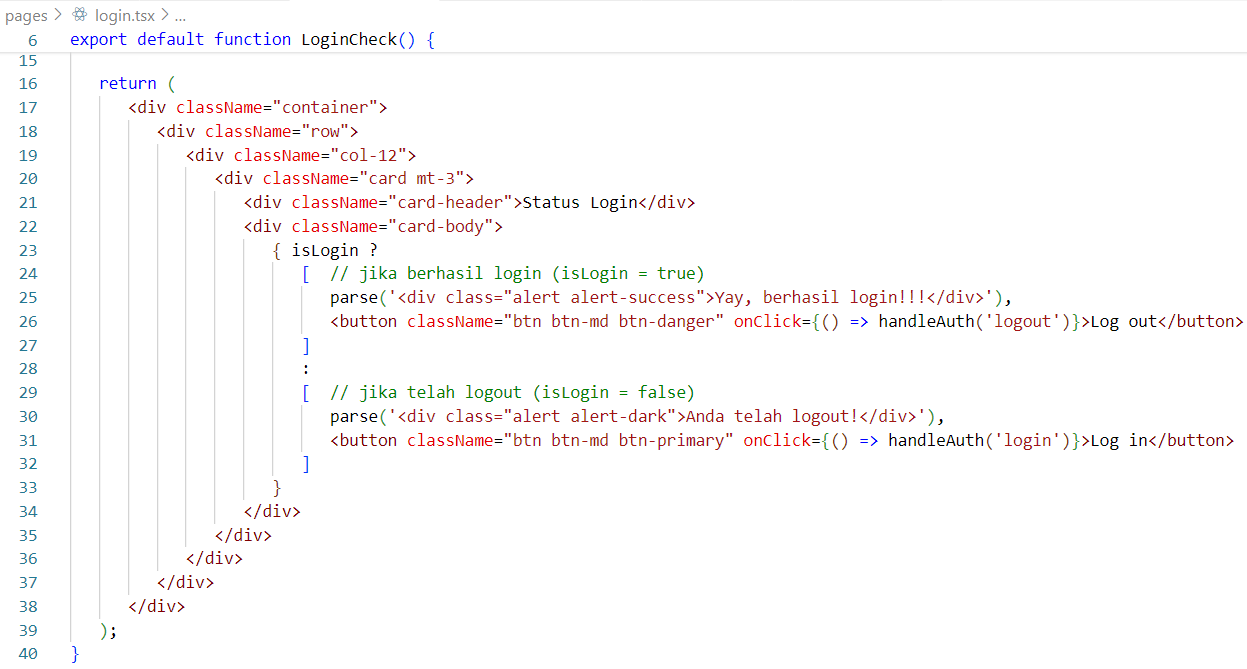 pages > login.tsx > ...
6 export default function LoginCheck() {
15
16 return (
17 <div className="container">
18 <div className="row">
19 <div className="col-12">
20 <div className="card mt-3">
21 <div className="card-header">Status Login</div>
22 <div className="card-body">
23 { isLogin ?
24 [ // jika berhasil login (isLogin = true)
25 parse('<div class="alert alert-success">Yay, berhasil login!!!</div>'),
26 <button className="btn btn-md btn-danger" onClick={() => handleAuth('logout')}>Log out</button>
27 ]
28 :
29 [ // jika telah logout (isLogin = false)
30 parse('<div class="alert alert-dark">Anda telah logout!</div>'),
31 <button className="btn btn-md btn-primary" onClick={() => handleAuth('login')}>Log in</button>
32 ]
33 }
34 </div>
35 </div>
36 </div>
37 </div>
38 </div>
39 );
40 }